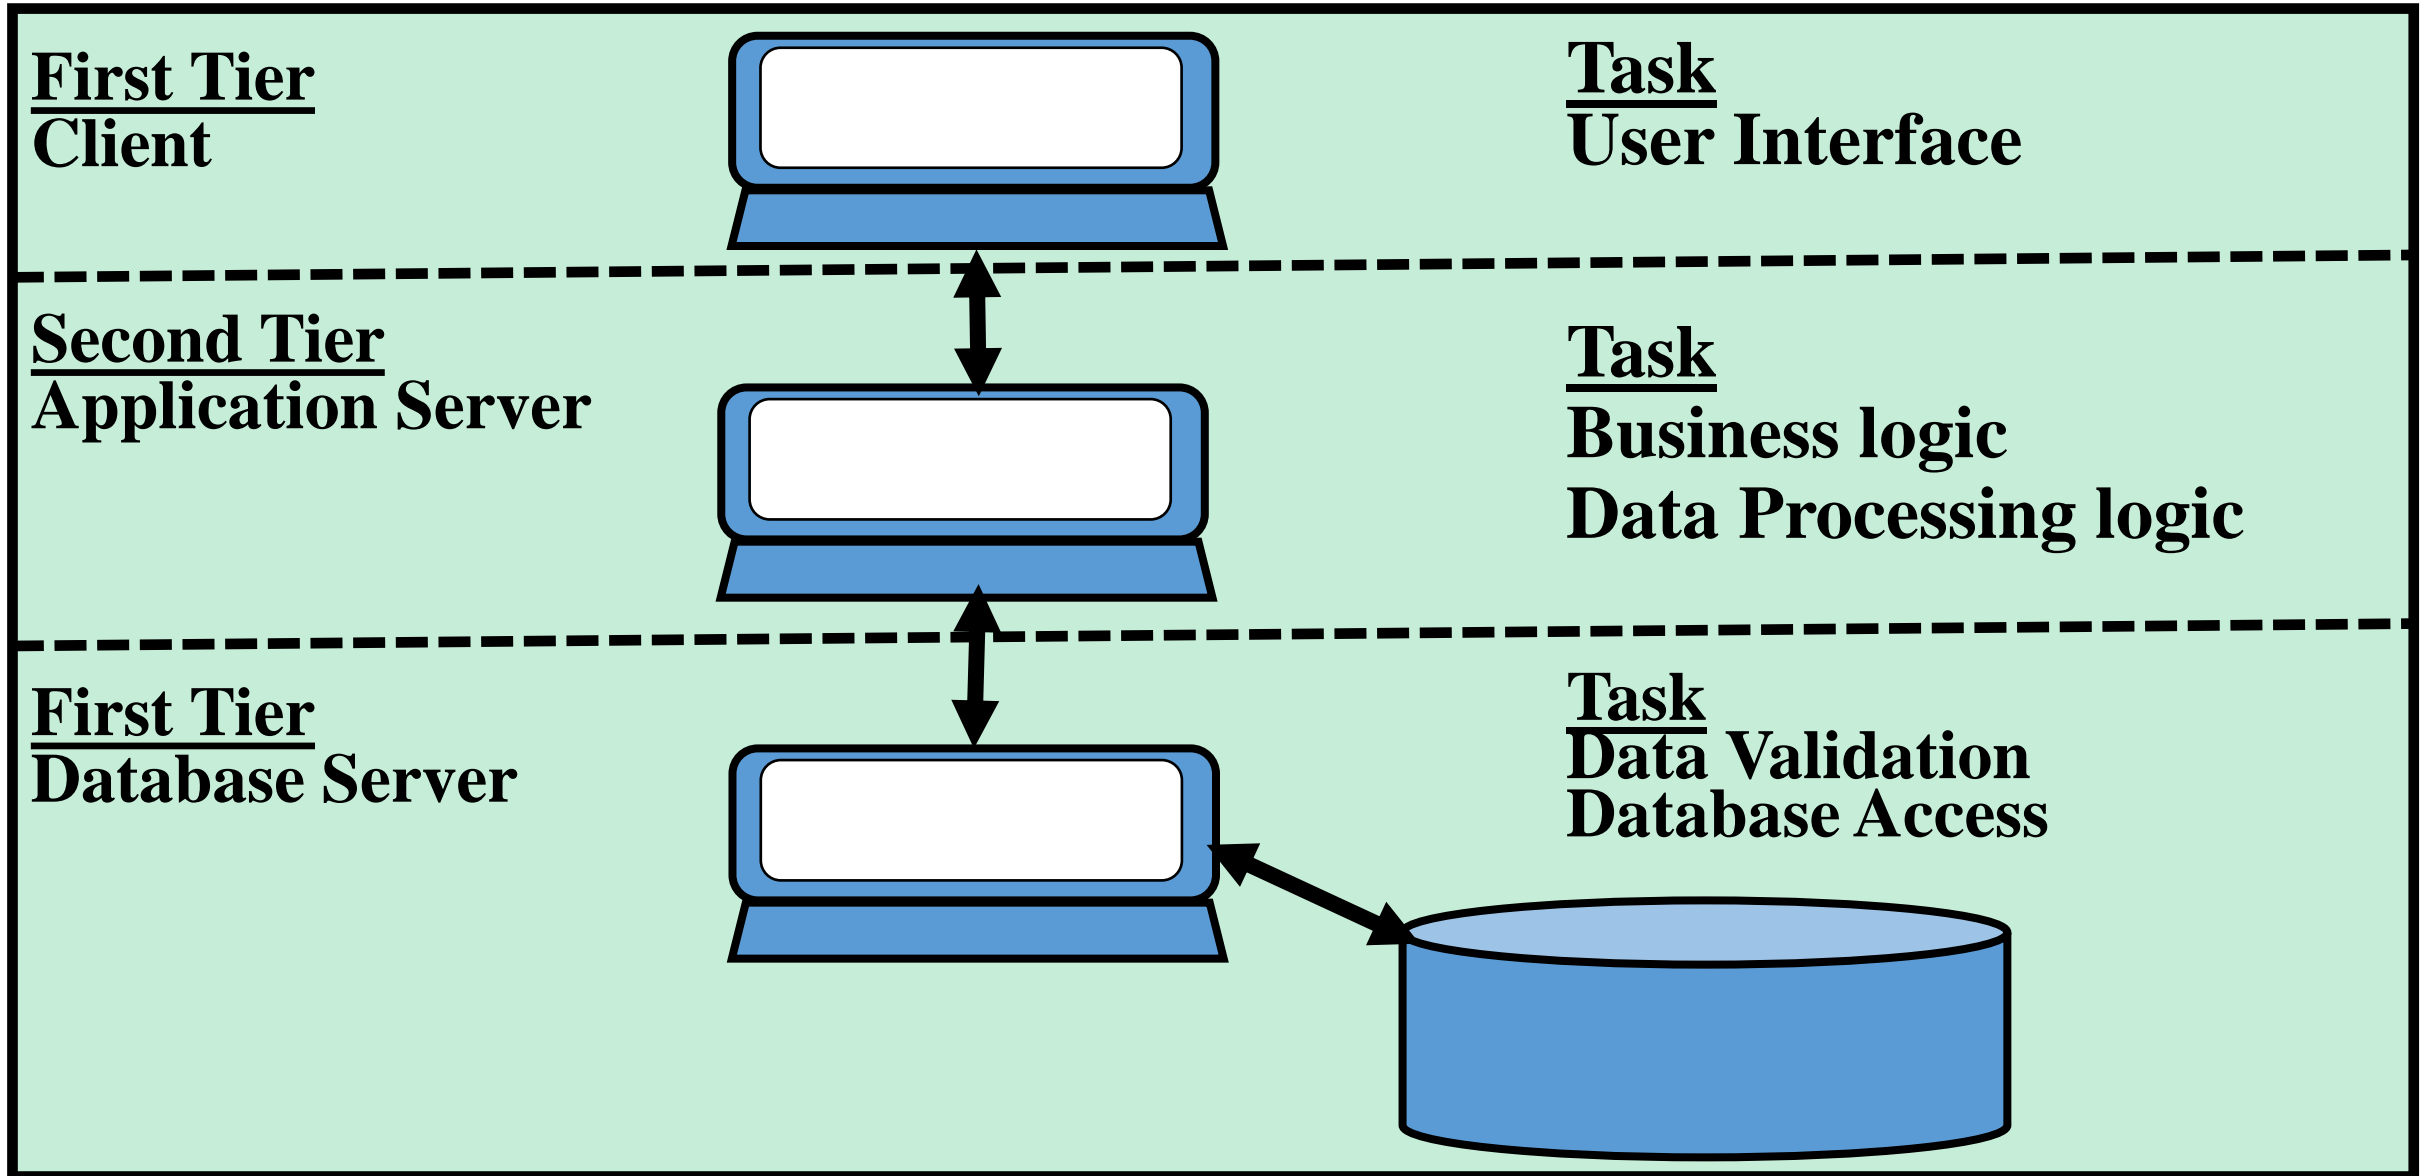 First Tier
Client
Task
User Interface
Second Tier
Application Server
Task
Business logic
Data Processing logic
First Tier
Database Server
Task
Data Validation
Database Access